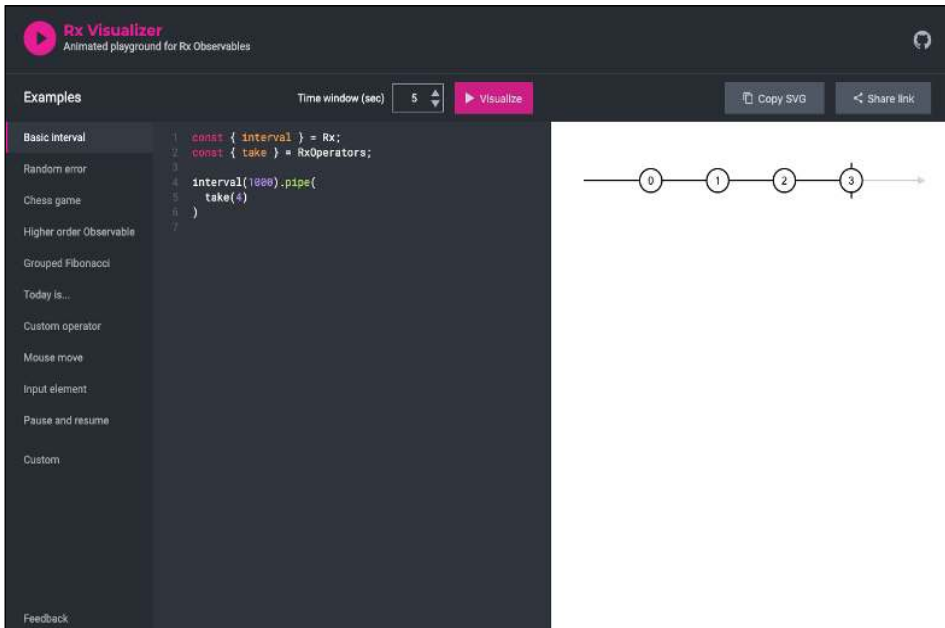 Rx Visualizer
Animated playground for Rx Observables
Examples
Time window (sec) 5
Visualize
Copy SVG
Share link
Basic interval
Random error
Chess game
Higher order Observable
Grouped Fibonacci
Today is...
Custom operator
Mouse move
Input element
Pause and resume
Custom
Feedback
1 const { interval } = Rx;
2 const { take } = RxOperators;
3
4 interval(1000).pipe(
5   take(4)
6 )
7
0 1 2 3